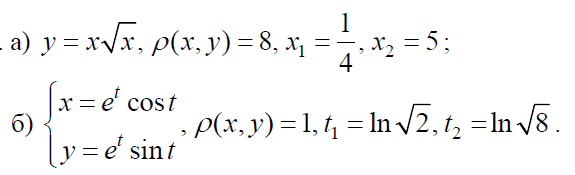 . а) y = x√x, ρ(x, y) = 8, x₁ = 1/4, x₂ = 5;
б) { x = eᵗ cos t
y = eᵗ sin t , ρ(x, y) = 1, t₁ = ln √2, t₂ = ln √8 .